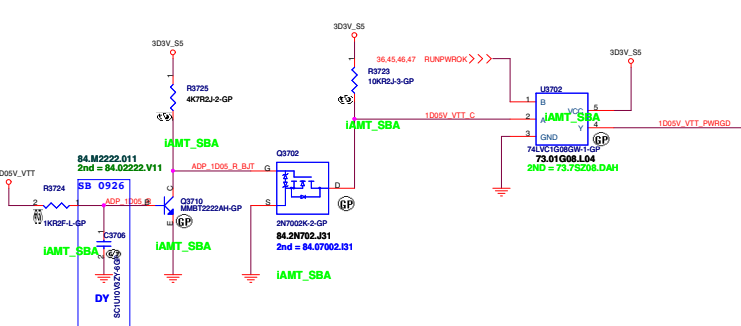 3D3V_S5
3D3V_S5
3D3V_S5
36,45,46,47 RUNPWROK
R3725
4K7R2J-2-GP
R3723
10KR2J-3-GP
U3702
1
2
3
B
A
GND
VCC
Y
5
4
1D05V_VTT_C
1D05V_VTT_PWRGD
iAMT_SBA
iAMT_SBA
iAMT_SBA
74LVC1G08GW-1-GP
73.01G08.L04
2ND = 73.7SZ08.DAH
84.M2222.011
2nd = 84.02222.V11
ADP_1D05_R_BJT
Q3702
G
S
D
D05V_VTT
SB 0926
R3724
2
1
1KR2F-L-GP
ADP_1D05_
B
C
E
Q3710
MMBT2222AH-GP
GP
GP
GP
2N7002K-2-GP
84.2N702.J31
2nd = 84.07002.I31
C3706
iAMT_SBA
iAMT_SBA
iAMT_SBA
DY